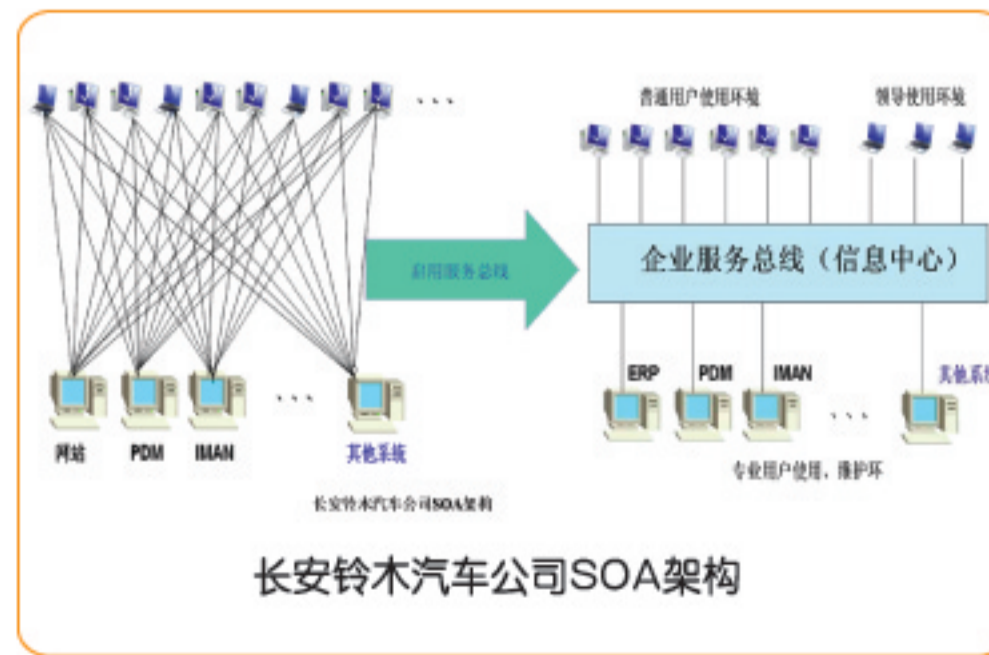 普通用户使用环境
领导使用环境
启用服务总线
企业服务总线（信息中心）
ERP
PDM
IMAN
其他系统
网站
PDM
IMAN
其他系统
专业用户使用，维护环
长安铃木汽车公司SOA架构
长安铃木汽车公司SOA架构